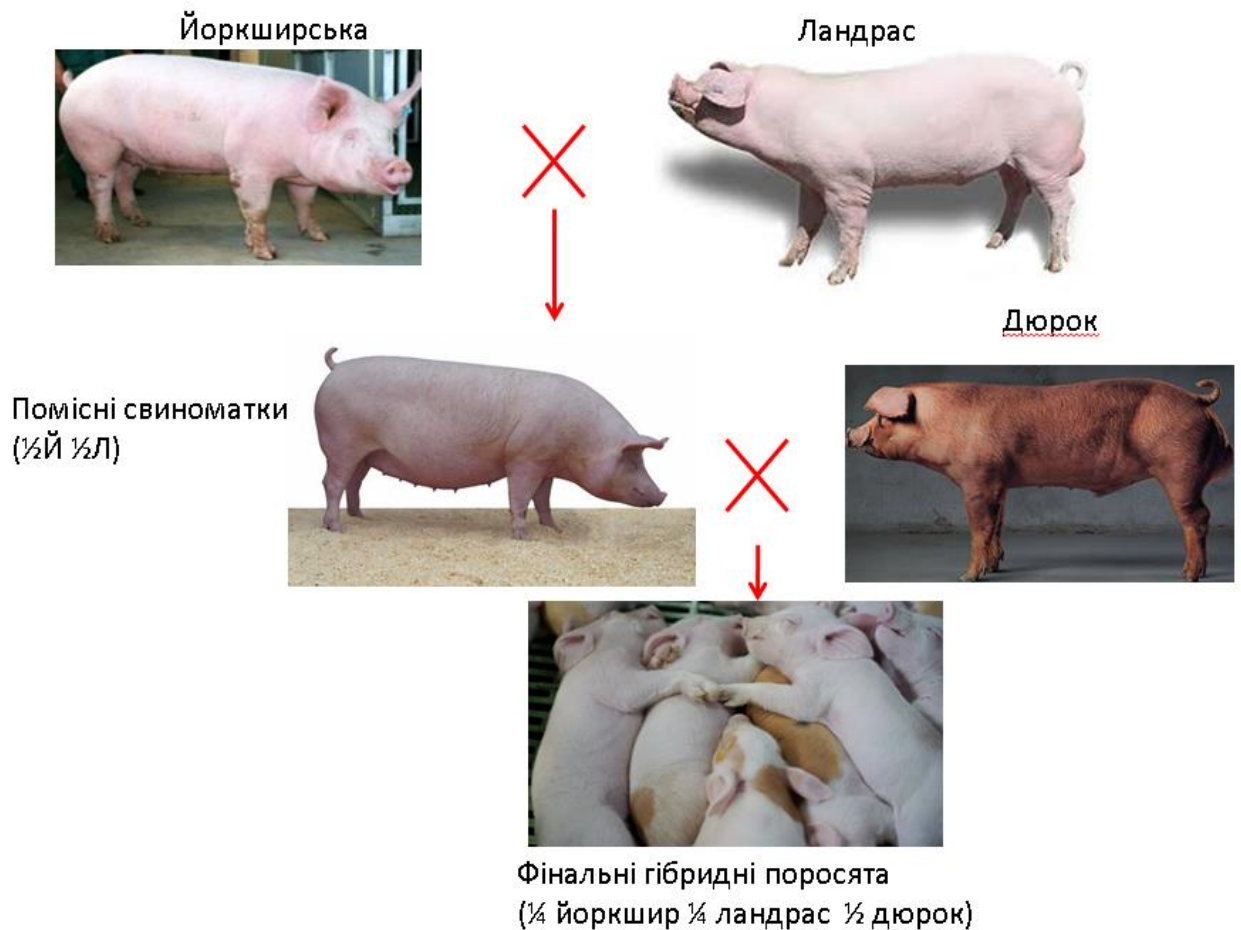 Йоркширська
Ландрас
Дюрок
Помісні свиноматки
(½Й ½Л)
Фінальні гібридні поросята
(¼ йоркшир ¼ ландрас ½ дюрок)